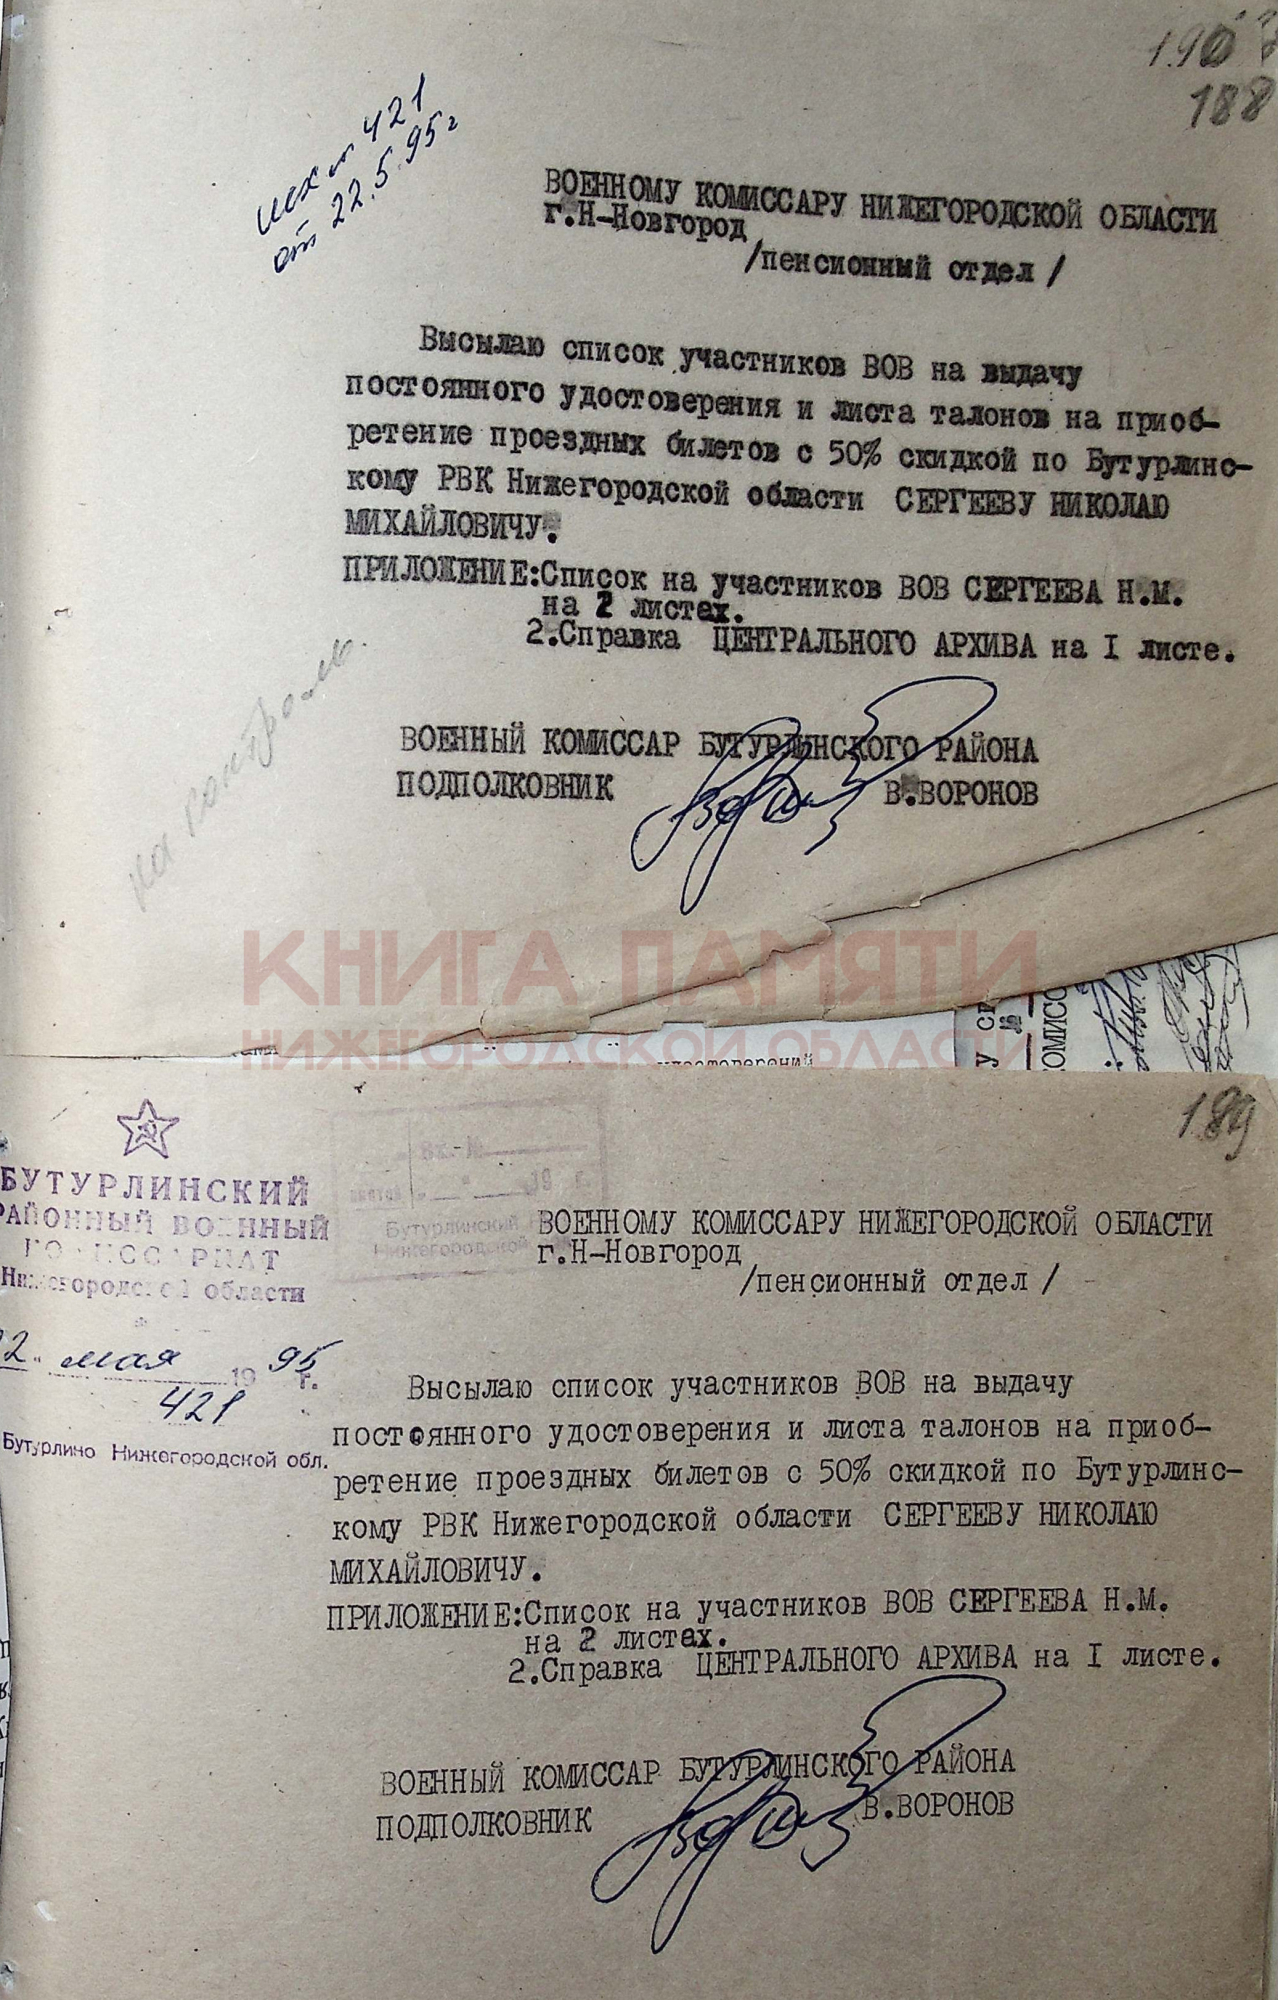 188
исх № 421
от 22.5.95г
ВОЕННОМУ КОМИССАРУ НИЖЕГОРОДСКОЙ ОБЛАСТИ
г.Н-Новгород
/пенсионный отдел /
Высылаю список участников ВОВ на выдачу
постоянного удостоверения и листа талонов на приоб-
ретение проездных билетов с 50% скидкой по Бутурлинс-
кому РВК Нижегородской области СЕРГЕЕВУ НИКОЛАЮ
МИХАЙЛОВИЧУ.
ПРИЛОЖЕНИЕ:Список на участников ВОВ СЕРГЕЕВА Н.М.
на 2 листах.
2.Справка ЦЕНТРАЛЬНОГО АРХИВА на I листе.
на контроль.
ВОЕННЫЙ КОМИССАР БУТУРЛИНСКОГО РАЙОНА
ПОДПОЛКОВНИК В.ВОРОНОВ
КНИГА ПАМЯТИ
НИЖЕГОРОДСКОЙ ОБЛАСТИ
удостоверений
189
БУТУРЛИНСКИЙ
РАЙОННЫЙ ВОЕННЫЙ
КОМИССАРИАТ
Нижегородской области
Вх. №
19 г.
Бутурлинский
Нижегородской
22 " мая 1995 г.
421
Бутурлино Нижегородской обл.
ВОЕННОМУ КОМИССАРУ НИЖЕГОРОДСКОЙ ОБЛАСТИ
г.Н-Новгород
/пенсионный отдел /
Высылаю список участников ВОВ на выдачу
постоянного удостоверения и листа талонов на приоб-
ретение проездных билетов с 50% скидкой по Бутурлинс-
кому РВК Нижегородской области СЕРГЕЕВУ НИКОЛАЮ
МИХАЙЛОВИЧУ.
ПРИЛОЖЕНИЕ:Список на участников ВОВ СЕРГЕЕВА Н.М.
на 2 листах.
2.Справка ЦЕНТРАЛЬНОГО АРХИВА на I листе.
ВОЕННЫЙ КОМИССАР БУТУРЛИНСКОГО РАЙОНА
ПОДПОЛКОВНИК В.ВОРОНОВ